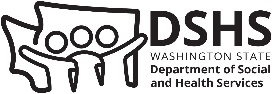 DSHS
WASHINGTON STATE
Department of Social
and Health Services